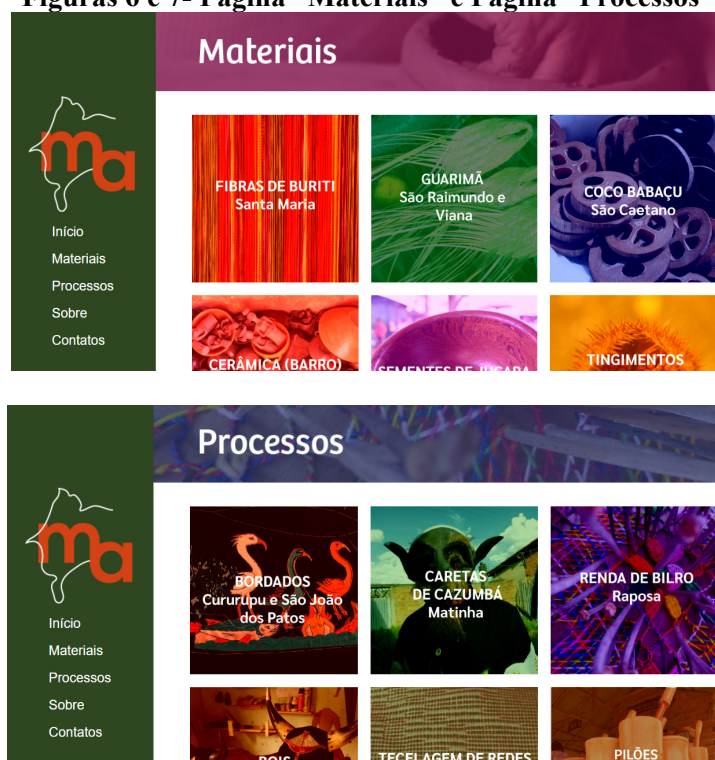 Figuras 6 e 7- Página "Materiais" e Página "Processos"
Materiais
ma
Início
Materiais
Processos
Sobre
Contatos
FIBRAS DE BURITI
Santa Maria
GUARIMÃ
São Raimundo e
Viana
COCO BABAÇU
São Caetano
CERÂMICA (BARRO)
SEMENTES DE JUÇARA
TINGIMENTOS
Processos
ma
Início
Materiais
Processos
Sobre
Contatos
BORDADOS
Cururupu e São João
dos Patos
CARETAS
DE CAZUMBÁ
Matinha
RENDA DE BILRO
Raposa
BOIS
TECELAGEM DE REDES
PILÕES